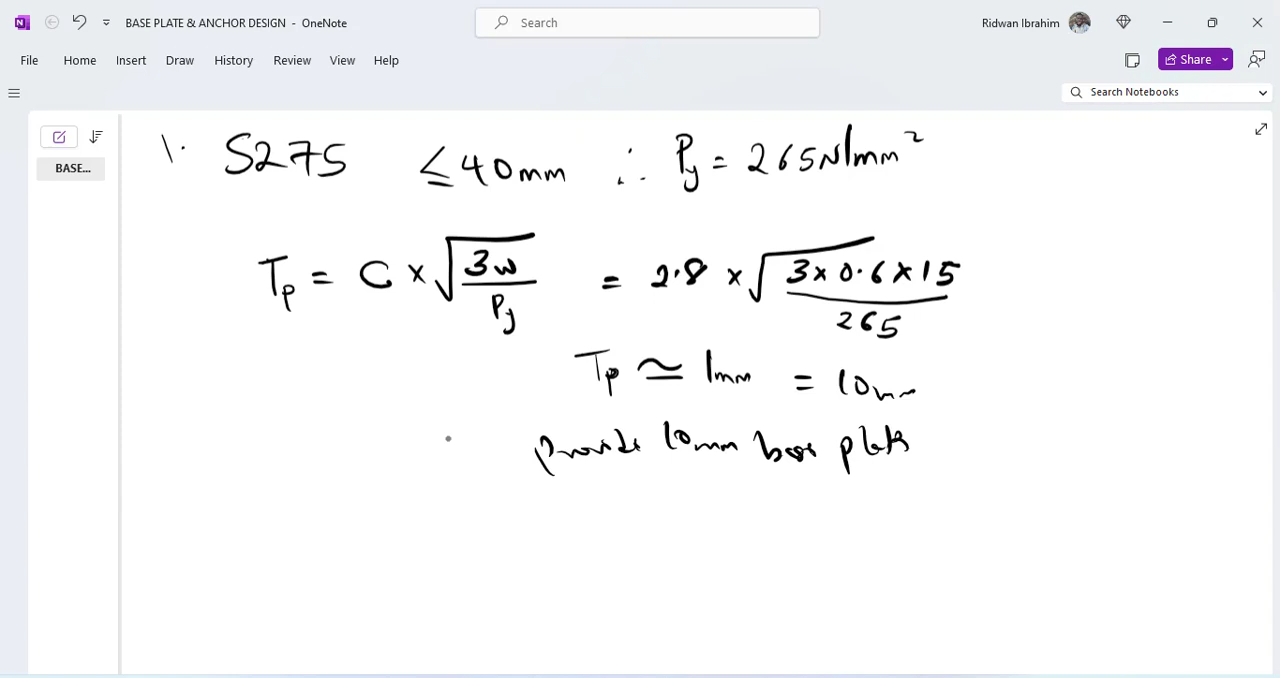 BASE PLATE & ANCHOR DESIGN - OneNote
Search
Ridwan Ibrahim
File Home Insert Draw History Review View Help
Share
Search Notebooks
BASE...
1. S275 ≤40mm ∴ Py = 265N/mm²
Tp = C × √(3w/Py) = 2.8 × √(3×0.6×15/265)
Tp ≃ 1mm = 10mm
provide 10mm base plate